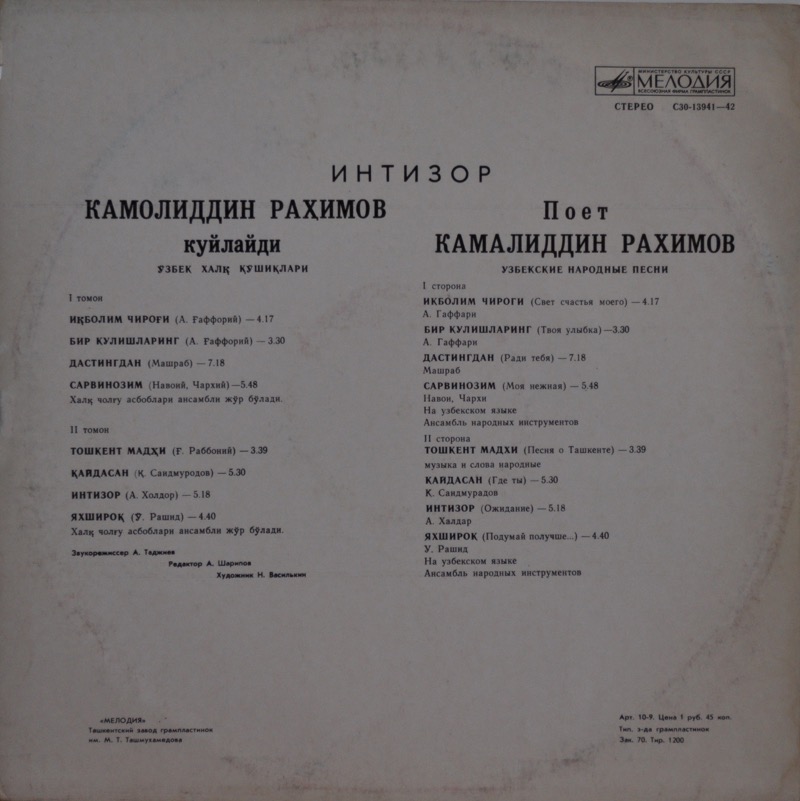 МИНИСТЕРСТВО КУЛЬТУРЫ СССР
МЕЛОДИЯ
ВСЕСОЮЗНАЯ ФИРМА ГРАМПЛАСТИНОК
СТЕРЕО С30-13941—42
ИНТИЗОР
КАМОЛИДДИН РАҲИМОВ
куйлайди
ЎЗБЕК ХАЛҚ ҚЎШИҚЛАРИ
I томон
ИҚБОЛИМ ЧИРОҒИ (А. Ғаффорий) — 4.17
БИР КУЛИШЛАРИНГ (А. Ғаффорий) — 3.30
ДАСТИНГДАН (Машраб) — 7.18
САРВИНОЗИМ (Навоий, Чархий) — 5.48
Халқ чолғу асбоблари ансамбли жўр бўлади.
II томон
ТОШКЕНТ МАДҲИ (Ғ. Раббоний) — 3.39
ҚАЙДАСАН (Қ. Саидмуродов) — 5.30
ИНТИЗОР (А. Холдор) — 5.18
ЯХШИРОҚ (Ў. Рашид) — 4.40
Халқ чолғу асбоблари ансамбли жўр бўлади.
Звукорежиссер А. Таджиев
Редактор А. Шарипов
Художник Н. Василькин
Поет
КАМАЛИДДИН РАХИМОВ
УЗБЕКСКИЕ НАРОДНЫЕ ПЕСНИ
I сторона
ИКБОЛИМ ЧИРОГИ (Свет счастья моего) — 4.17
А. Гаффари
БИР КУЛИШЛАРИНГ (Твоя улыбка) — 3.30
А. Гаффари
ДАСТИНГДАН (Ради тебя) — 7.18
Машраб
САРВИНОЗИМ (Моя нежная) — 5.48
Навои, Чархи
На узбекском языке
Ансамбль народных инструментов
II сторона
ТОШКЕНТ МАДХИ (Песня о Ташкенте) — 3.39
музыка и слова народные
КАЙДАСАН (Где ты) — 5.30
К. Саидмурадов
ИНТИЗОР (Ожидание) — 5.18
А. Халдар
ЯХШИРОК (Подумай получше...) — 4.40
У. Рашид
На узбекском языке
Ансамбль народных инструментов
«МЕЛОДИЯ»
Ташкентский завод грампластинок
им. М. Т. Ташмухамедова
Арт. 10-9. Цена 1 руб. 45 коп.
Тип. з-да грампластинок
Зак. 70. Тир. 1200